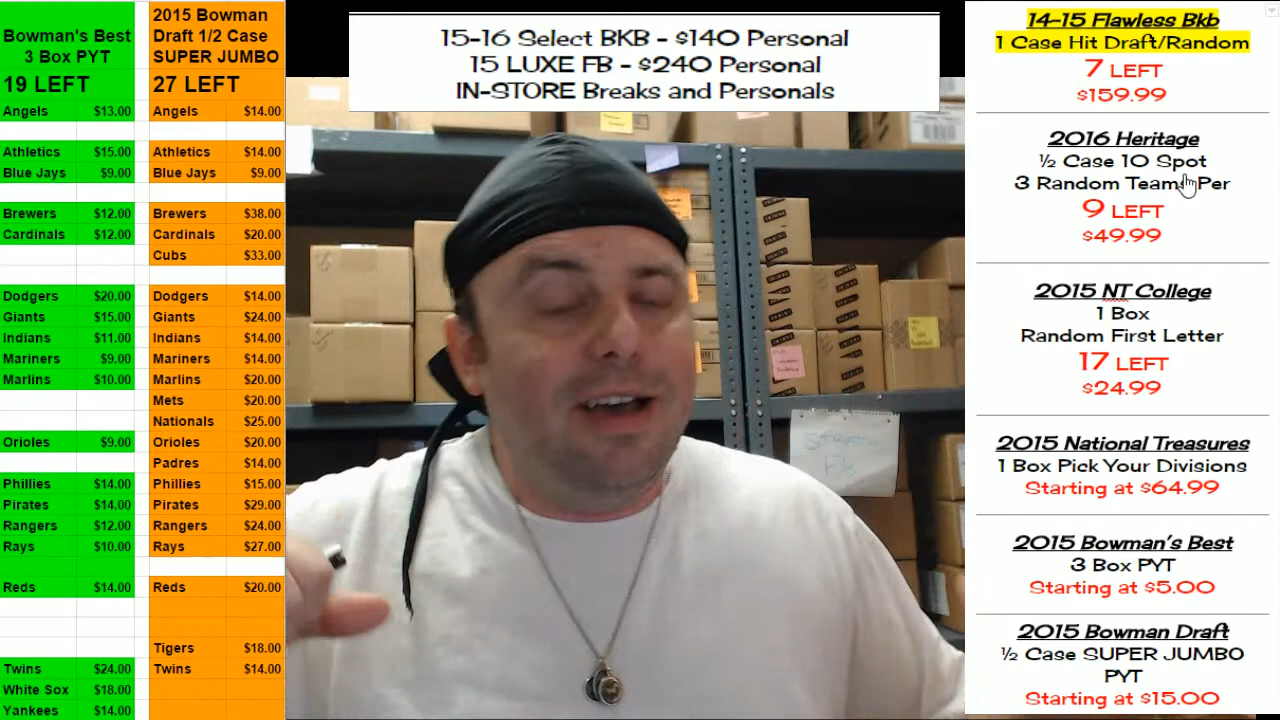 Bowman's Best
3 Box PYT
19 LEFT
Angels $13.00
Athletics $15.00
Blue Jays $9.00
Brewers $12.00
Cardinals $12.00
Dodgers $20.00
Giants $15.00
Indians $11.00
Mariners $9.00
Marlins $10.00
Orioles $9.00
Phillies $14.00
Pirates $14.00
Rangers $12.00
Rays $10.00
Reds $14.00
Twins $24.00
White Sox $18.00
Yankees $14.00
2015 Bowman
Draft 1/2 Case
SUPER JUMBO
27 LEFT
Angels $14.00
Athletics $14.00
Blue Jays $9.00
Brewers $38.00
Cardinals $20.00
Cubs $33.00
Dodgers $14.00
Giants $24.00
Indians $14.00
Mariners $14.00
Marlins $20.00
Mets $20.00
Nationals $25.00
Orioles $20.00
Padres $14.00
Phillies $15.00
Pirates $29.00
Rangers $24.00
Rays $27.00
Reds $20.00
Tigers $18.00
Twins $14.00
15-16 Select BKB - $140 Personal
15 LUXE FB - $240 Personal
IN-STORE Breaks and Personals
14-15 Flawless Bkb
1 Case Hit Draft/Random
7 LEFT
$159.99
2016 Heritage
½ Case 10 Spot
3 Random Teams Per
9 LEFT
$49.99
2015 NT College
1 Box
Random First Letter
17 LEFT
$24.99
2015 National Treasures
1 Box Pick Your Divisions
Starting at $64.99
2015 Bowman's Best
3 Box PYT
Starting at $5.00
2015 Bowman Draft
½ Case SUPER JUMBO
PYT
Starting at $15.00